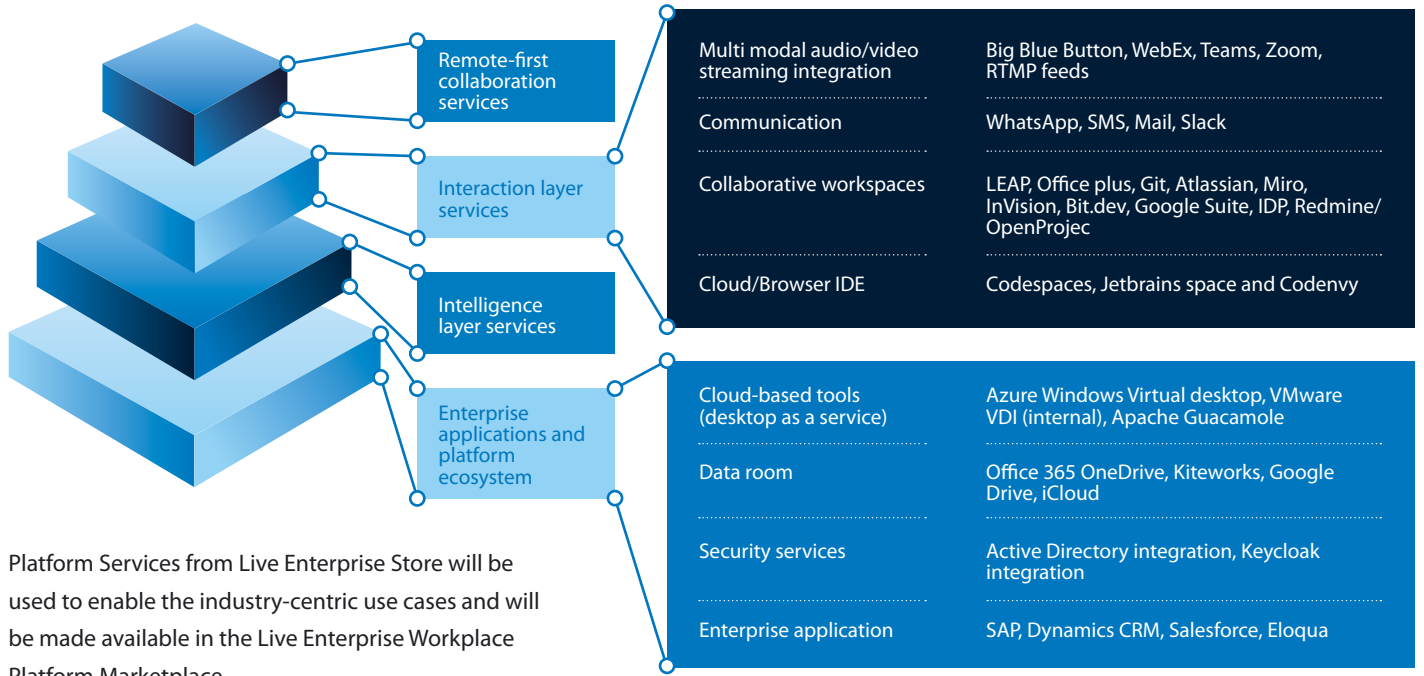 Remote-first
collaboration
services
Interaction layer
services
Intelligence
layer services
Enterprise
applications and
platform
ecosystem
Multi modal audio/video
streaming integration
Big Blue Button, WebEx, Teams, Zoom,
RTMP feeds
Communication
WhatsApp, SMS, Mail, Slack
Collaborative workspaces
LEAP, Office plus, Git, Atlassian, Miro,
InVision, Bit.dev, Google Suite, IDP, Redmine/
OpenProjec
Cloud/Browser IDE
Codespaces, Jetbrains space and Codenvy
Cloud-based tools
(desktop as a service)
Azure Windows Virtual desktop, VMware
VDI (internal), Apache Guacamole
Data room
Office 365 OneDrive, Kiteworks, Google
Drive, iCloud
Security services
Active Directory integration, Keycloak
integration
Enterprise application
SAP, Dynamics CRM, Salesforce, Eloqua
Platform Services from Live Enterprise Store will be
used to enable the industry-centric use cases and will
be made available in the Live Enterprise Workplace
Platform Marketplace